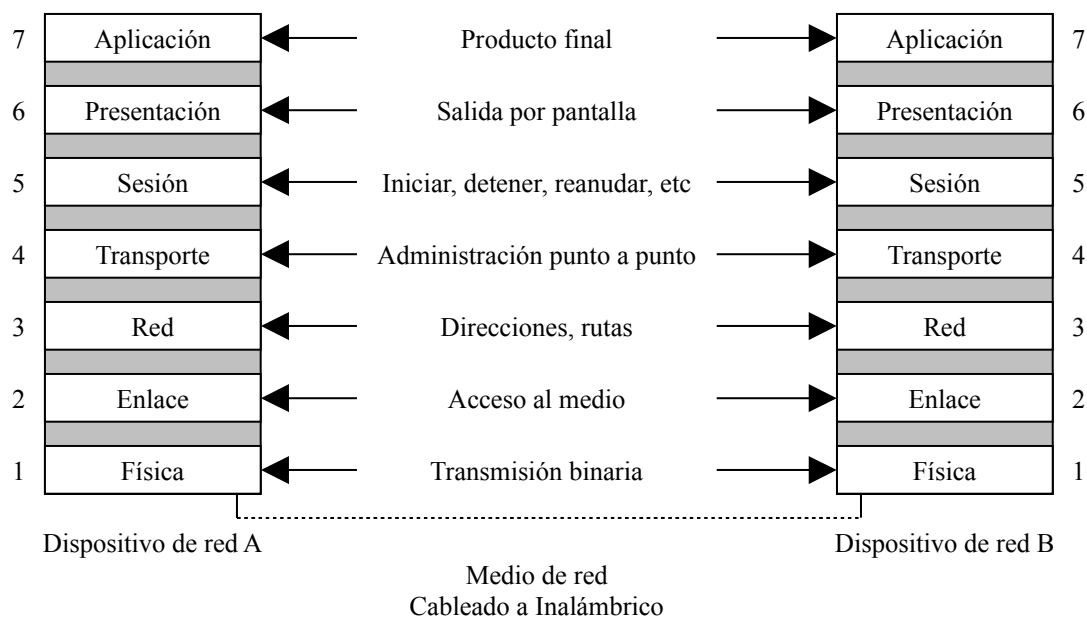 7 Aplicación Producto final Aplicación 7
6 Presentación Salida por pantalla Presentación 6
5 Sesión Iniciar, detener, reanudar, etc Sesión 5
4 Transporte Administración punto a punto Transporte 4
3 Red Direcciones, rutas Red 3
2 Enlace Acceso al medio Enlace 2
1 Física Transmisión binaria Física 1
Dispositivo de red A Dispositivo de red B
Medio de red
Cableado a Inalámbrico